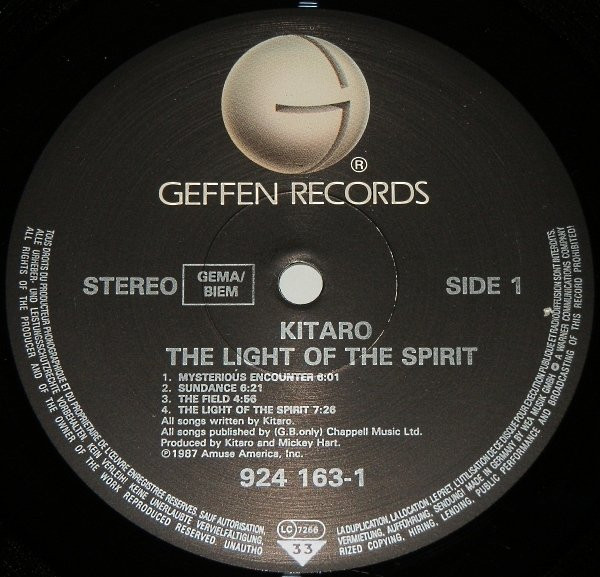 G
®
GEFFEN RECORDS
STEREO
GEMA/
BIEM
SIDE 1
KITARO
THE LIGHT OF THE SPIRIT
1. MYSTERIOUS ENCOUNTER 6:01
2. SUNDANCE 6:21
3. THE FIELD 4:56
4. THE LIGHT OF THE SPIRIT 7:26
All songs written by Kitaro.
All songs published by (G.B.only) Chappell Music Ltd.
Produced by Kitaro and Mickey Hart.
℗1987 Amuse America, Inc.
924 163-1
LC 7266
33
TOUS DROITS DU PRODUCTEUR PHONOGRAPHIQUE ET DU PROPRIETAIRE DE L'ŒUVRE ENREGISTREE RESERVES. SAUF AUTORISATION,
LA DUPLICATION, LA LOCATION, LE PRET, L'UTILISATION DE CE DISQUE POUR EXECUTION PUBLIQUE ET RADIODIFFUSION SONT INTERDITS.
ALLE URHEBER- UND LEISTUNGSSCHUTZRECHTE VORBEHALTEN. KEIN VERLEIH! KEINE UNERLAUBTE VERVIELFÄLTIGUNG,
VERMIETUNG, AUFFÜHRUNG, SENDUNG! MADE IN GERMANY BY WEA MUSIK GMBH A WARNER COMMUNICATIONS COMPANY
ALL RIGHTS OF THE PRODUCER AND OF THE OWNER OF THE WORK REPRODUCED RESERVED. UNAUTHO
RIZED COPYING, HIRING, LENDING, PUBLIC PERFORMANCE AND BROADCASTING OF THIS RECORD PROHIBITED!